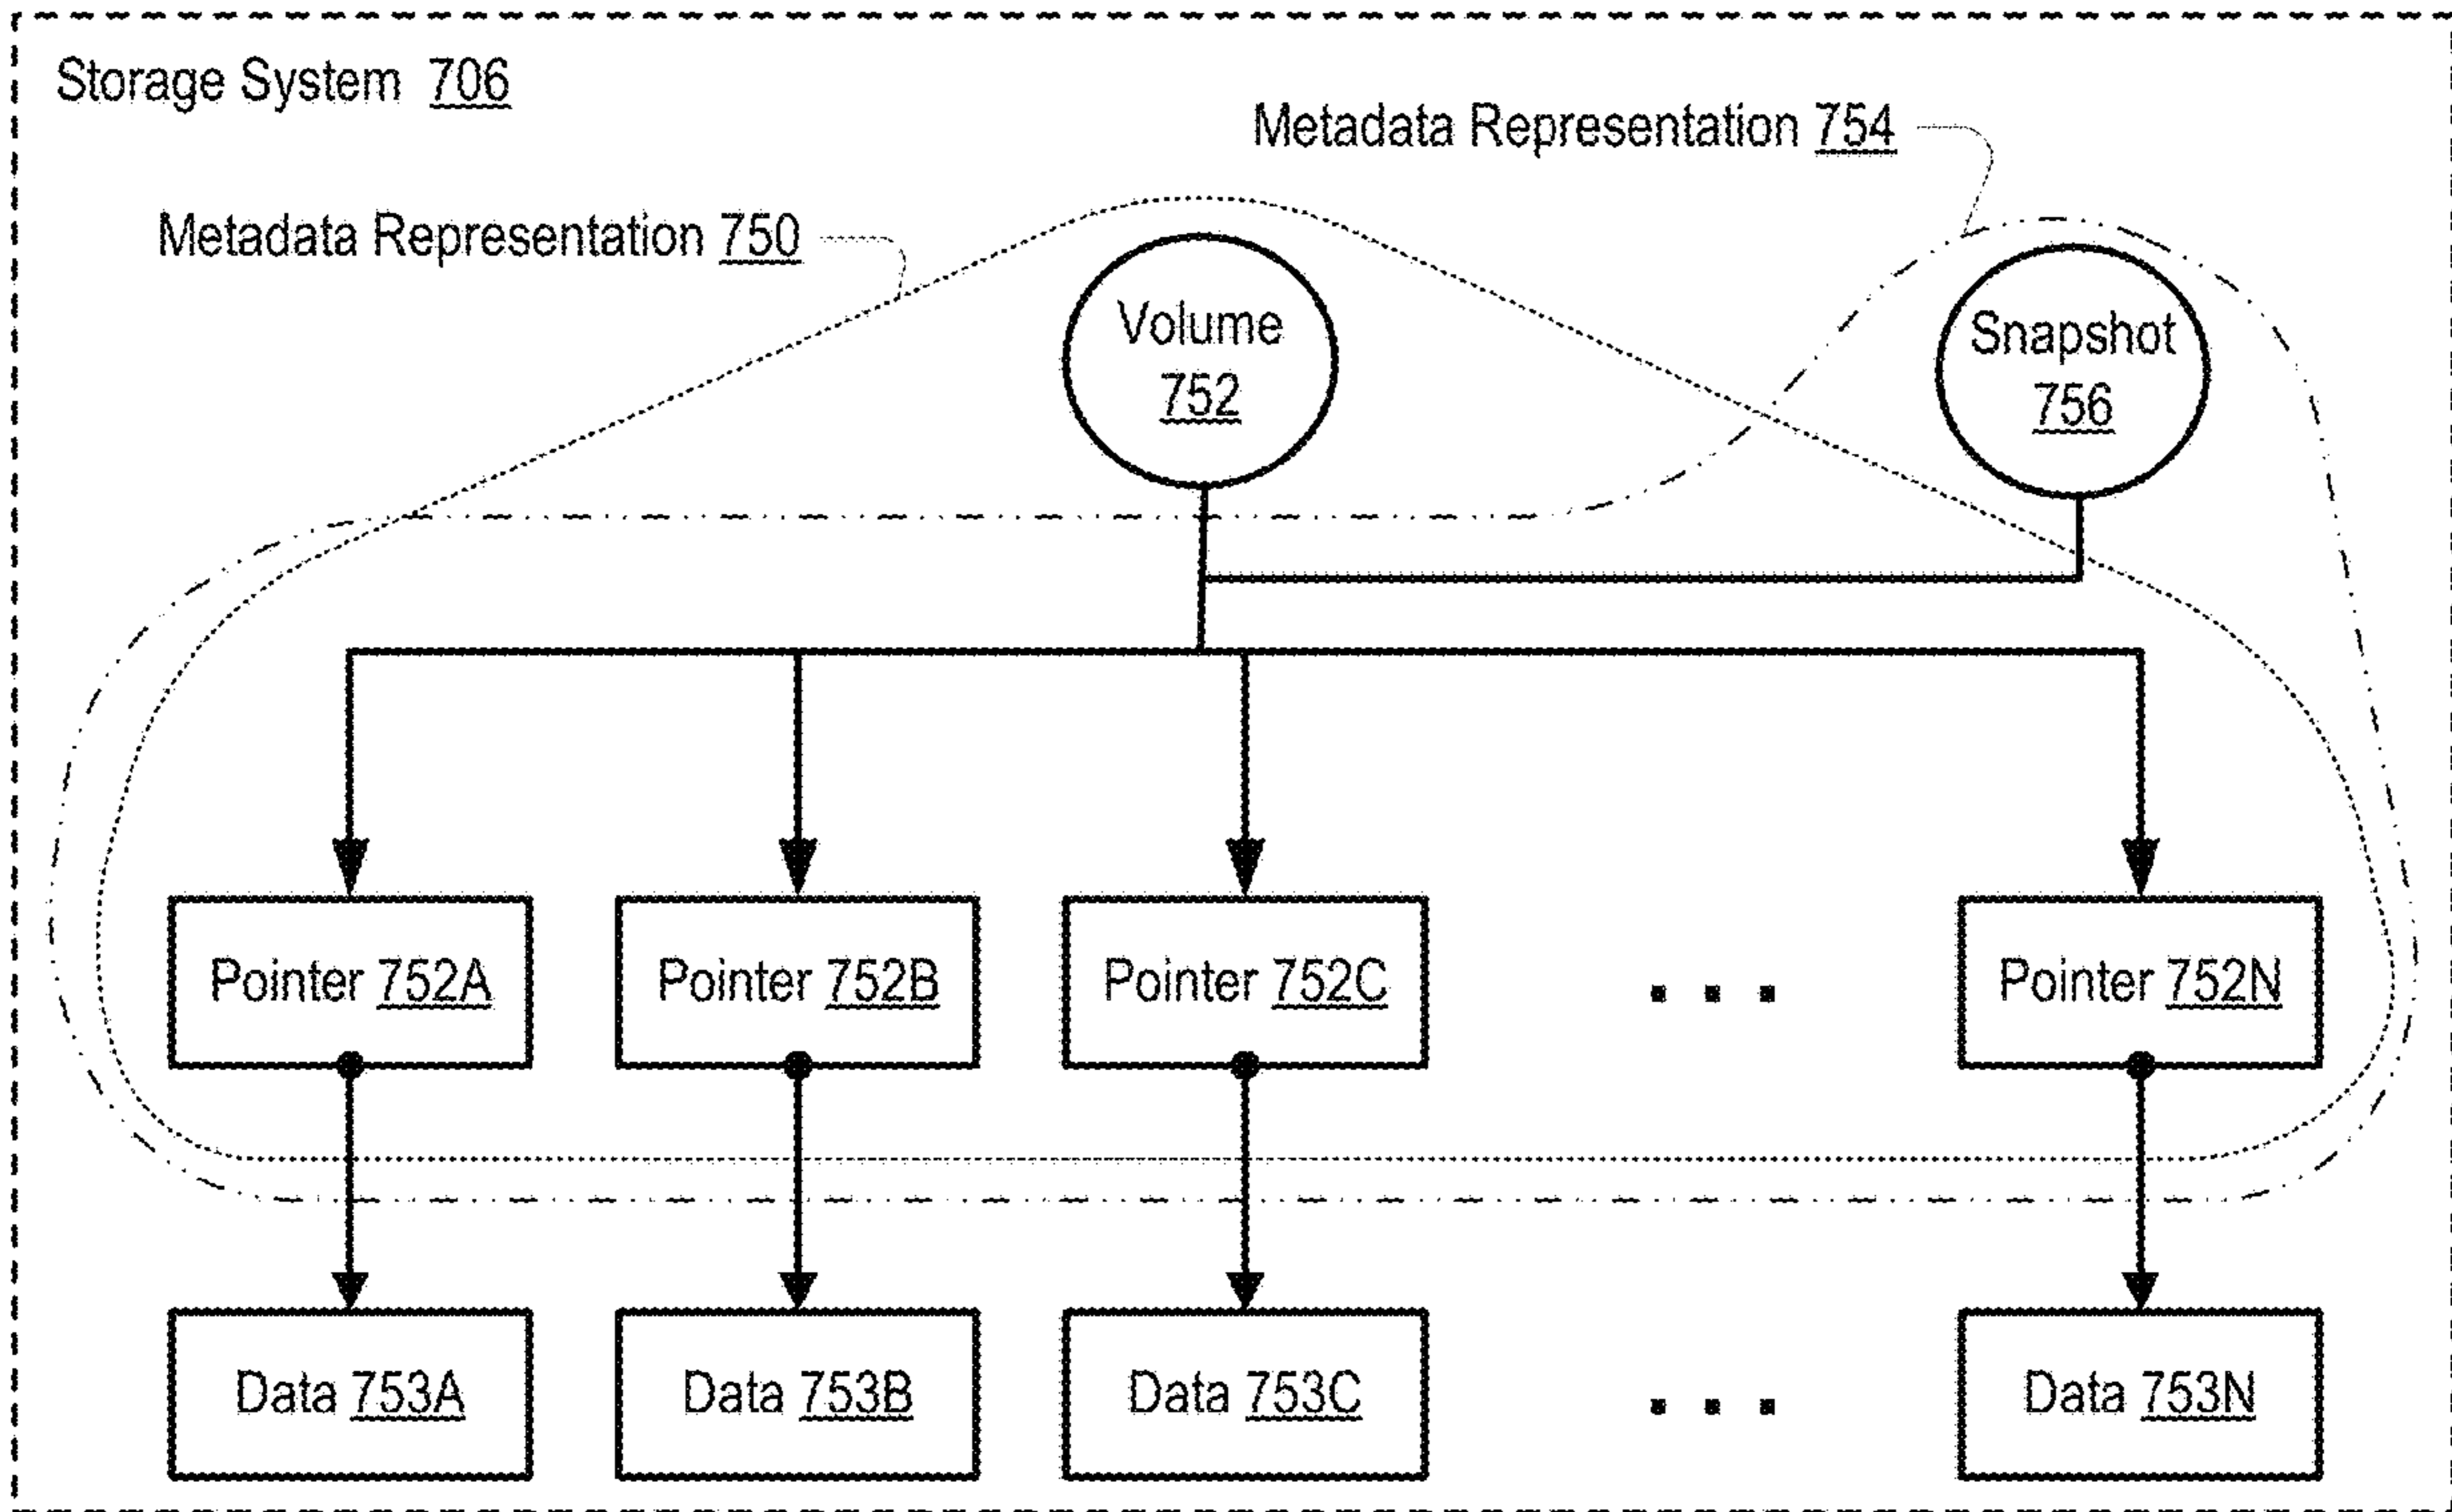 Storage System 706
Metadata Representation 754
Metadata Representation 750
Volume
752
Snapshot
756
Pointer 752A
Pointer 752B
Pointer 752C
. . .
Pointer 752N
Data 753A
Data 753B
Data 753C
. . .
Data 753N